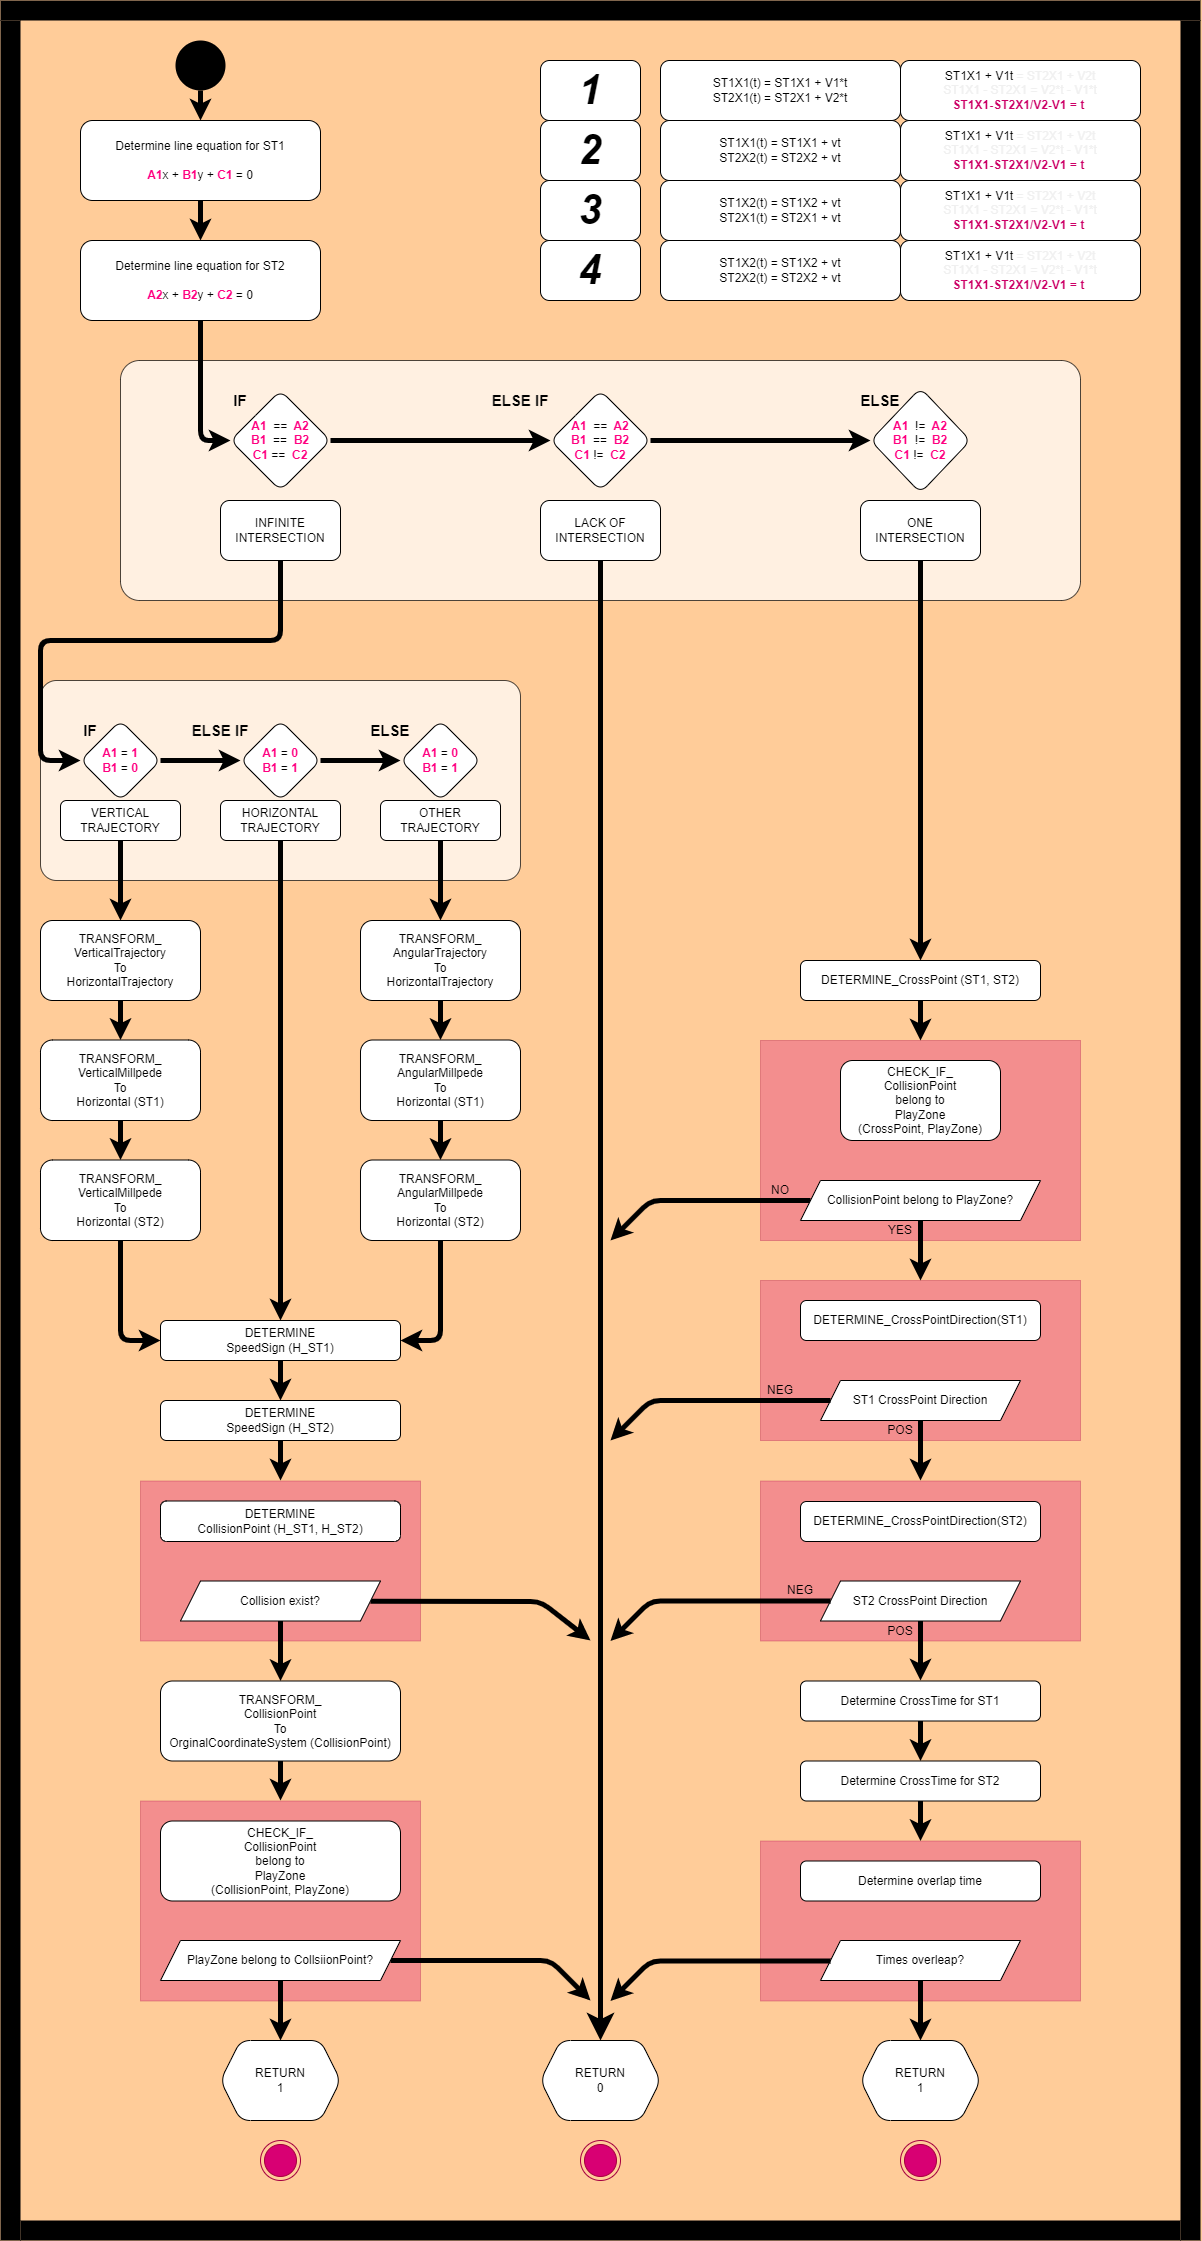 Determine line equation for ST1
A1x + B1y + C1 = 0
Determine line equation for ST2
A2x + B2y + C2 = 0
1
ST1X1(t) = ST1X1 + V1*t
ST2X1(t) = ST2X1 + V2*t
ST1X1 + V1t = ST2X1 + V2t
ST1X1 - ST2X1 = V2*t - V1*t
ST1X1-ST2X1/V2-V1 = t
2
ST1X1(t) = ST1X1 + vt
ST2X2(t) = ST2X2 + vt
ST1X1 + V1t = ST2X1 + V2t
ST1X1 - ST2X1 = V2*t - V1*t
ST1X1-ST2X1/V2-V1 = t
3
ST1X2(t) = ST1X2 + vt
ST2X1(t) = ST2X1 + vt
ST1X1 + V1t = ST2X1 + V2t
ST1X1 - ST2X1 = V2*t - V1*t
ST1X1-ST2X1/V2-V1 = t
4
ST1X2(t) = ST1X2 + vt
ST2X2(t) = ST2X2 + vt
ST1X1 + V1t = ST2X1 + V2t
ST1X1 - ST2X1 = V2*t - V1*t
ST1X1-ST2X1/V2-V1 = t
IF
A1 == A2
B1 == B2
C1 == C2
INFINITE
INTERSECTION
ELSE IF
A1 == A2
B1 == B2
C1 != C2
LACK OF
INTERSECTION
ELSE
A1 != A2
B1 != B2
C1 != C2
ONE
INTERSECTION
IF
A1 = 1
B1 = 0
VERTICAL
TRAJECTORY
ELSE IF
A1 = 0
B1 = 1
HORIZONTAL
TRAJECTORY
ELSE
A1 = 0
B1 = 1
OTHER
TRAJECTORY
TRANSFORM_
VerticalTrajectory
To
HorizontalTrajectory
TRANSFORM_
VerticalMillpede
To
Horizontal (ST1)
TRANSFORM_
VerticalMillpede
To
Horizontal (ST2)
TRANSFORM_
AngularTrajectory
To
HorizontalTrajectory
TRANSFORM_
AngularMillpede
To
Horizontal (ST1)
TRANSFORM_
AngularMillpede
To
Horizontal (ST2)
DETERMINE
SpeedSign (H_ST1)
DETERMINE
SpeedSign (H_ST2)
DETERMINE
CollisionPoint (H_ST1, H_ST2)
Collision exist?
TRANSFORM_
CollisionPoint
To
OrginalCoordinateSystem (CollisionPoint)
CHECK_IF_
CollisionPoint
belong to
PlayZone
(CollisionPoint, PlayZone)
PlayZone belong to CollsiionPoint?
RETURN
1
RETURN
0
DETERMINE_CrossPoint (ST1, ST2)
CHECK_IF_
CollisionPoint
belong to
PlayZone
(CrossPoint, PlayZone)
NO
CollisionPoint belong to PlayZone?
YES
DETERMINE_CrossPointDirection(ST1)
NEG
ST1 CrossPoint Direction
POS
DETERMINE_CrossPointDirection(ST2)
NEG
ST2 CrossPoint Direction
POS
Determine CrossTime for ST1
Determine CrossTime for ST2
Determine overlap time
Times overleap?
RETURN
1